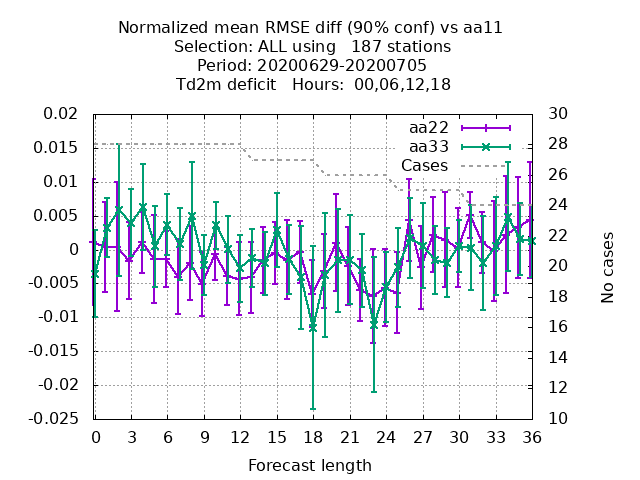 Normalized mean RMSE diff (90% conf) vs aa11
Selection: ALL using   187 stations
Period: 20200629-20200705
Td2m deficit   Hours:  00,06,12,18
aa22
aa33
Cases
0.02
0.015
0.01
0.005
0
-0.005
-0.01
-0.015
-0.02
-0.025
30
28
26
24
22
20
18
16
14
12
10
No cases
0 3 6 9 12 15 18 21 24 27 30 33 36
Forecast length